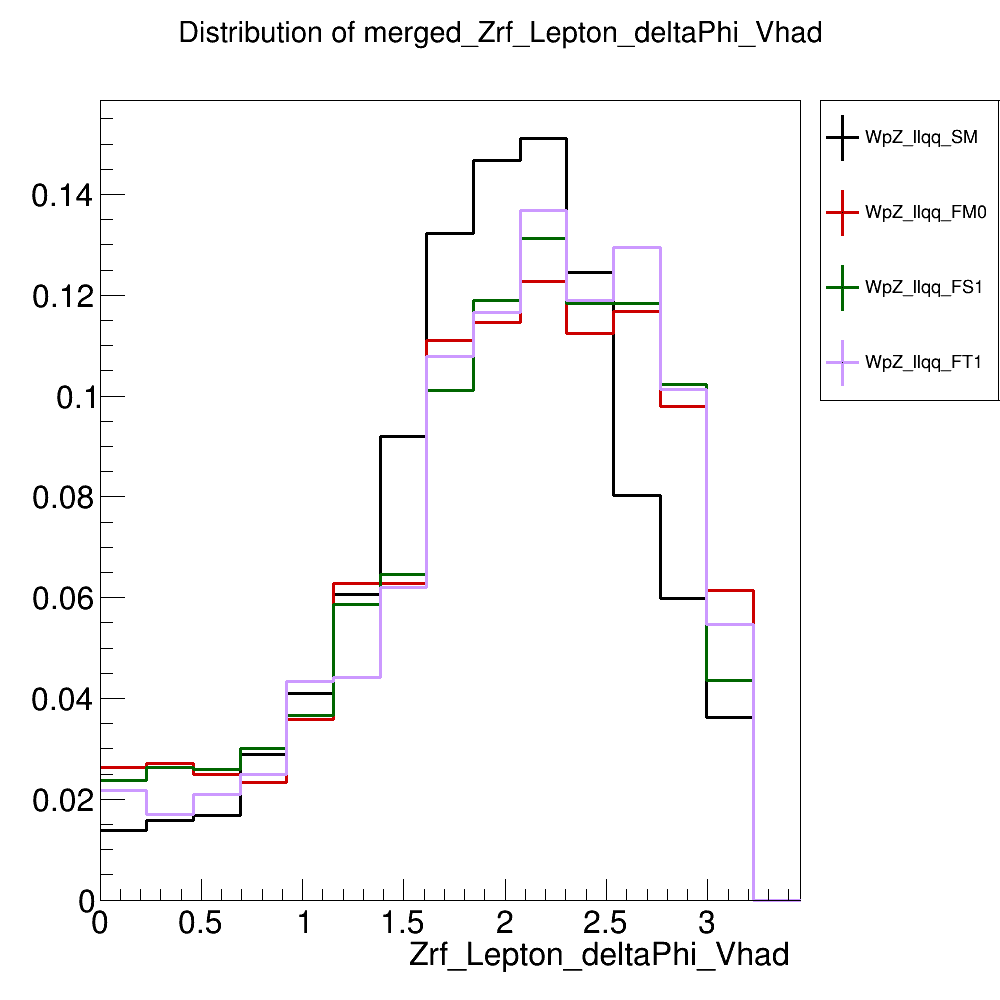 Distribution of merged_Zrf_Lepton_deltaPhi_Vhad
WpZ_llqq_SM
WpZ_llqq_FM0
WpZ_llqq_FS1
WpZ_llqq_FT1
0.14
0.12
0.1
0.08
0.06
0.04
0.02
0
0 0.5 1 1.5 2 2.5 3
Zrf_Lepton_deltaPhi_Vhad